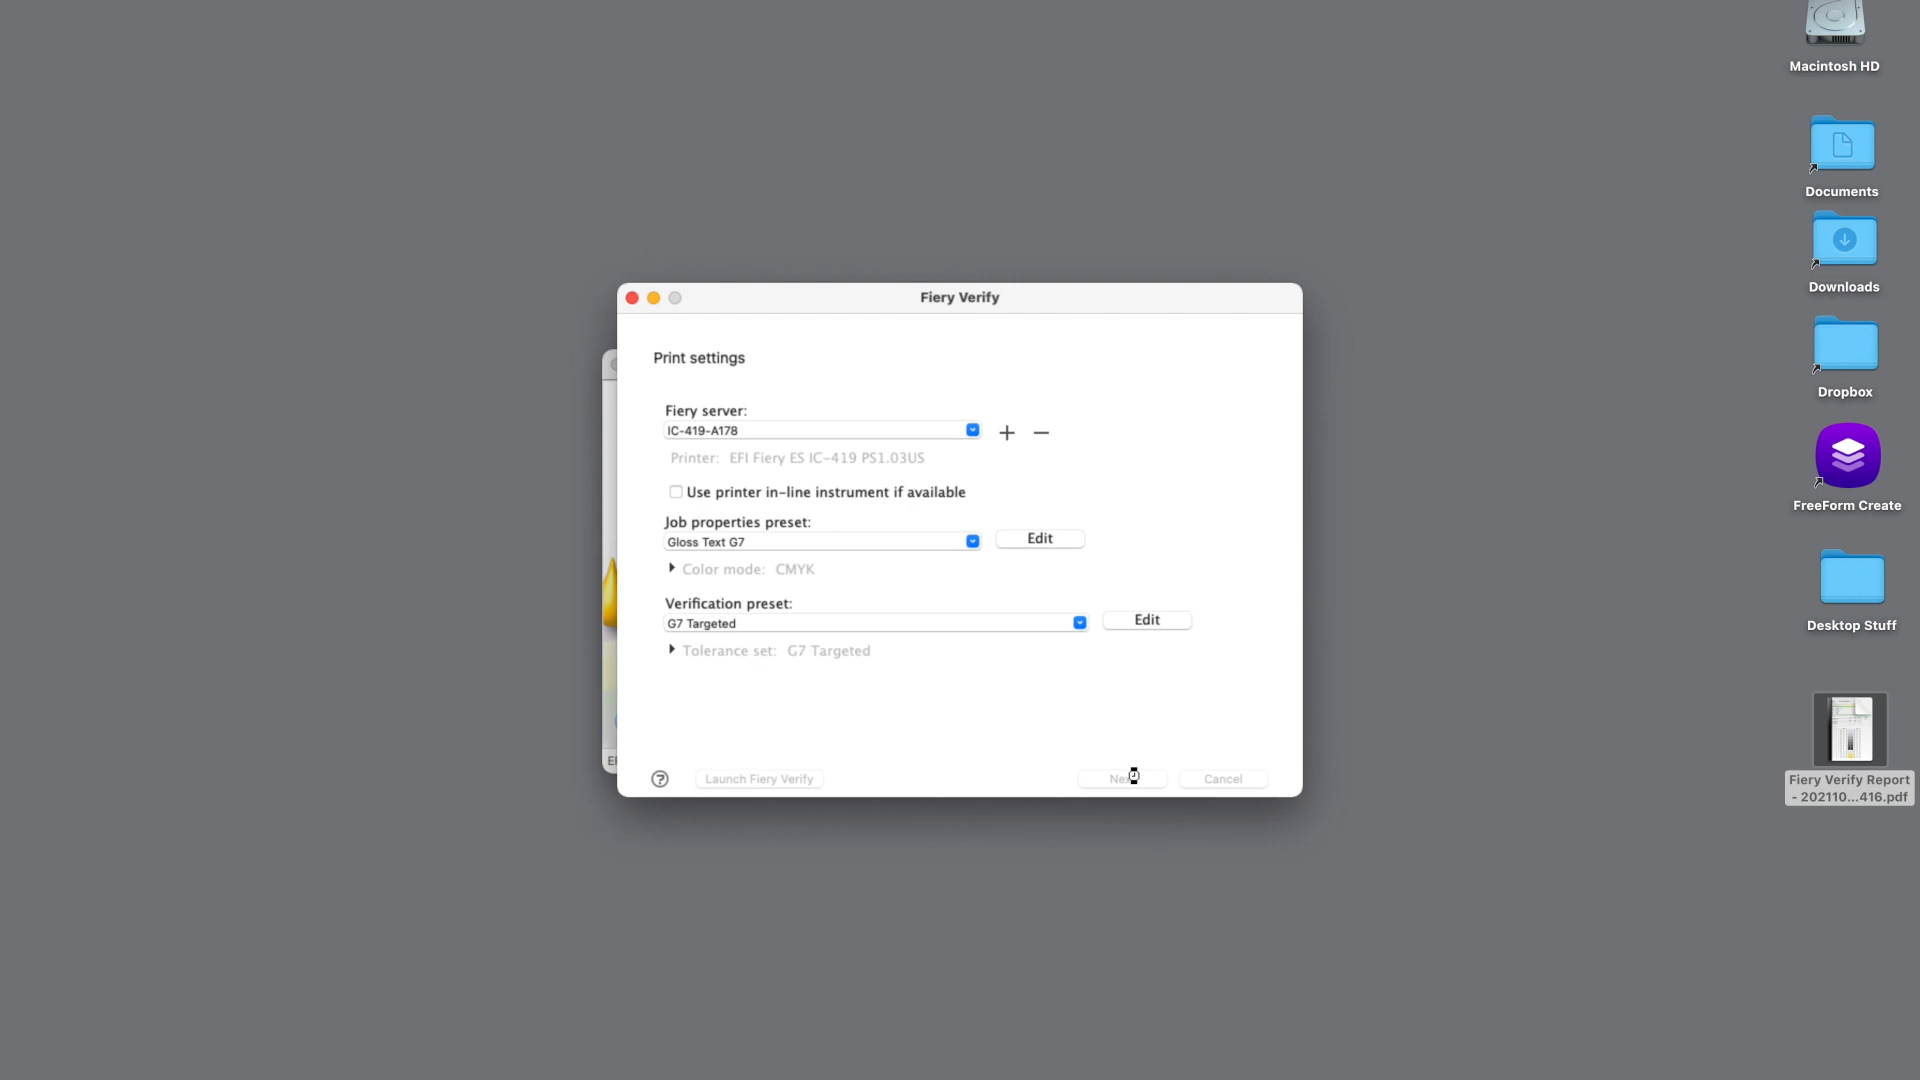 Macintosh HD
Documents
Downloads
Dropbox
FreeForm Create
Desktop Stuff
Fiery Verify Report
- 202110...416.pdf
Fiery Verify
Print settings
Fiery server:
IC-419-A178
Printer: EFI Fiery ES IC-419 PS1.03US
Use printer in-line instrument if available
Job properties preset:
Gloss Text G7
Edit
Color mode: CMYK
Verification preset:
G7 Targeted
Edit
Tolerance set: G7 Targeted
? Launch Fiery Verify
Cancel